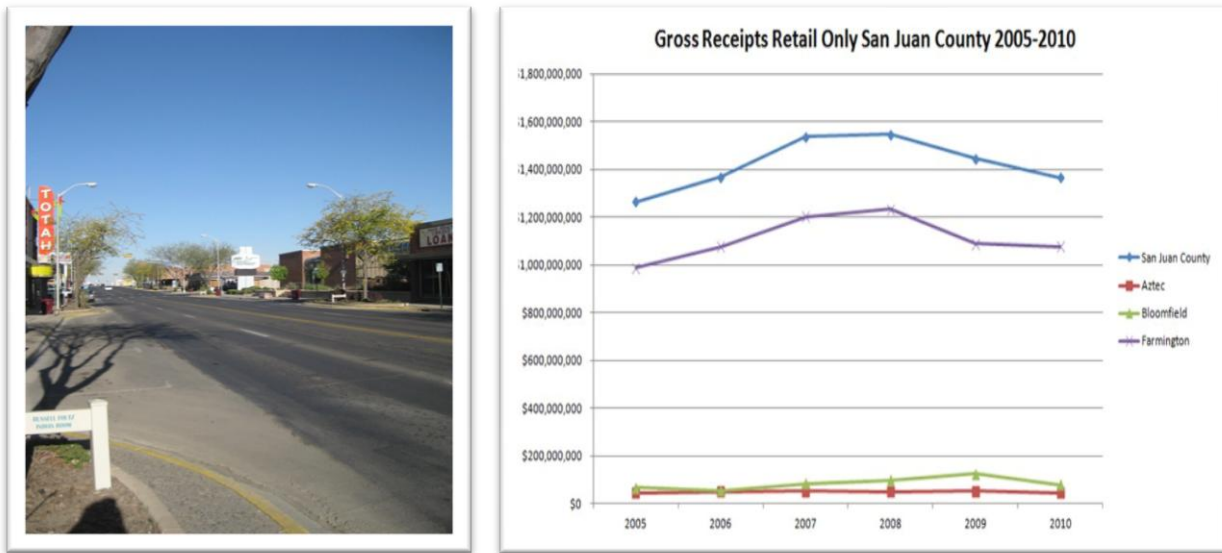 TOTAH
LOAN
Gross Receipts Retail Only San Juan County 2005-2010
$1,800,000,000
$1,600,000,000
$1,400,000,000
$1,200,000,000
$1,000,000,000
$800,000,000
$600,000,000
$400,000,000
$200,000,000
$0
2005 2006 2007 2008 2009 2010
San Juan County
Aztec
Bloomfield
Farmington